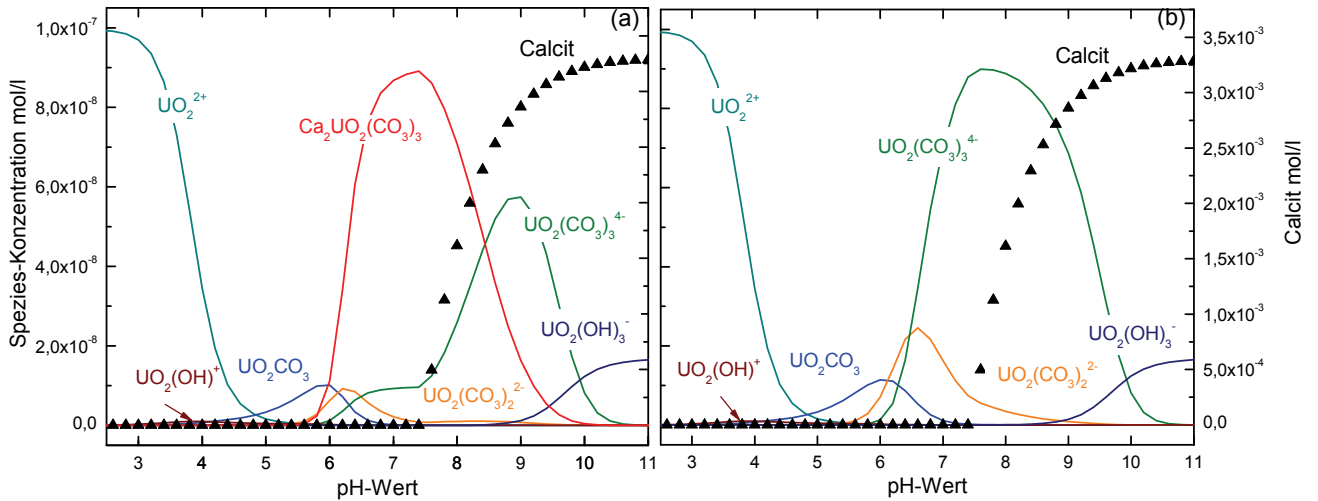 (a)
Spezies-Konzentration mol/l
1,0x10⁻⁷
8,0x10⁻⁸
6,0x10⁻⁸
4,0x10⁻⁸
2,0x10⁻⁸
0,0
UO₂²⁺
Ca₂UO₂(CO₃)₃
Calcit
UO₂(CO₃)₃⁴⁻
UO₂(OH)₃⁻
UO₂CO₃
UO₂(OH)⁺
UO₂(CO₃)₂²⁻
3 4 5 6 7 8 9 10 11
pH-Wert
(b)
UO₂²⁺
Calcit
UO₂(CO₃)₃⁴⁻
UO₂(OH)₃⁻
UO₂CO₃
UO₂(OH)⁺
UO₂(CO₃)₂²⁻
3 4 5 6 7 8 9 10 11
pH-Wert
3,5x10⁻³
3,0x10⁻³
2,5x10⁻³
2,0x10⁻³
1,5x10⁻³
1,0x10⁻³
5,0x10⁻⁴
0,0
Calcit mol/l